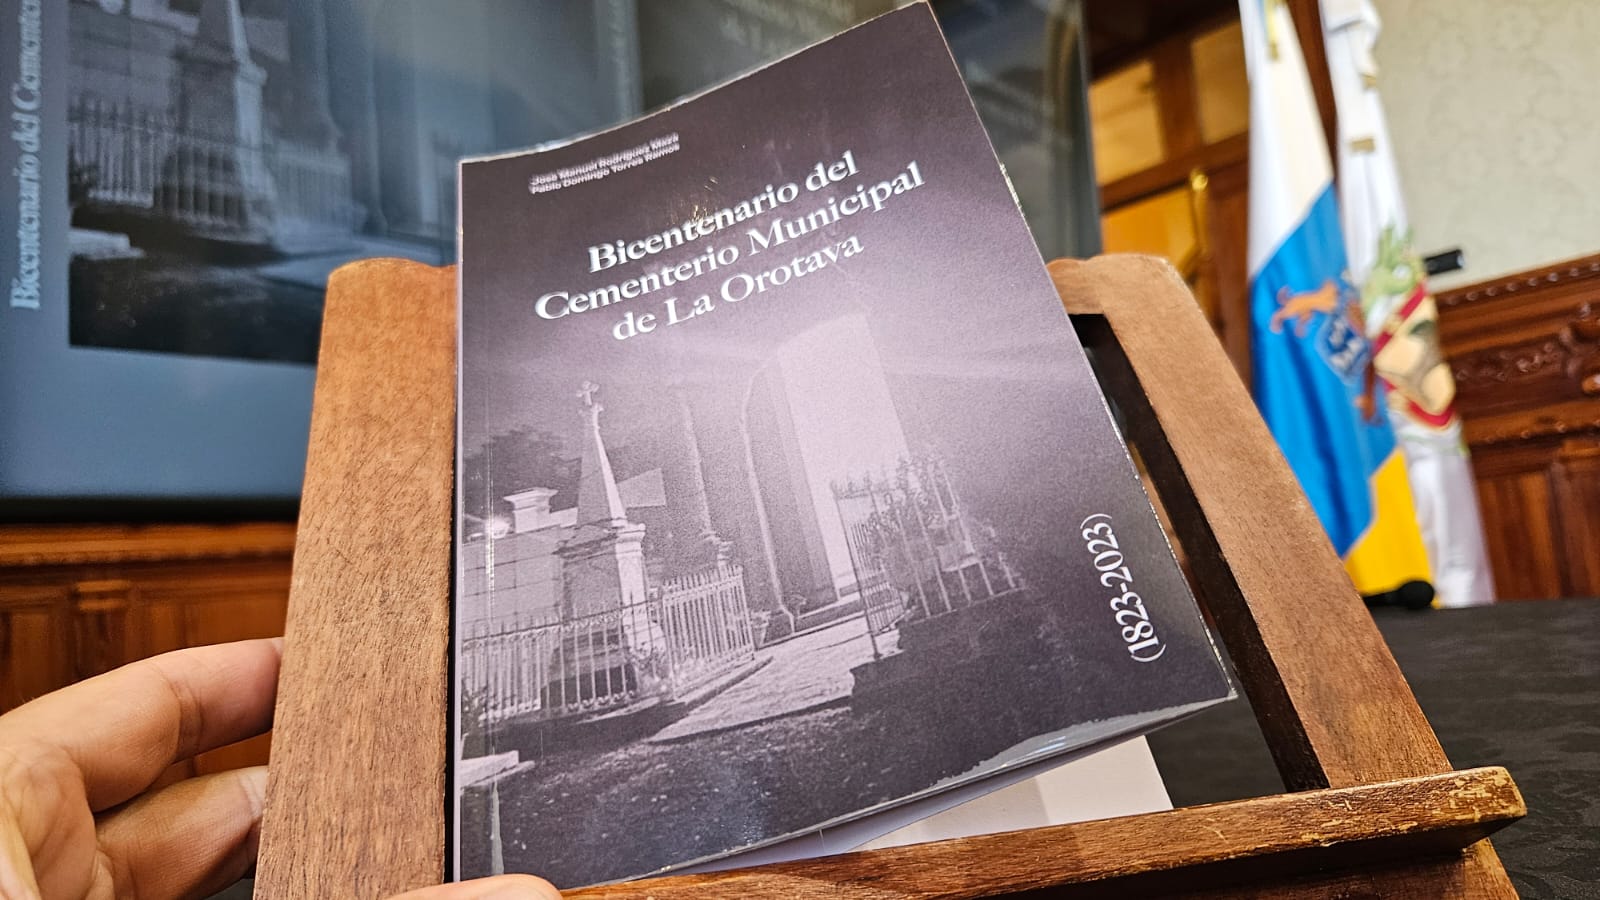 Bicentenario del Cementerio
José Manuel Rodríguez Maza
Pablo Domingo Torres Ramos
Bicentenario del
Cementerio Municipal
de La Orotava
(1823-2023)